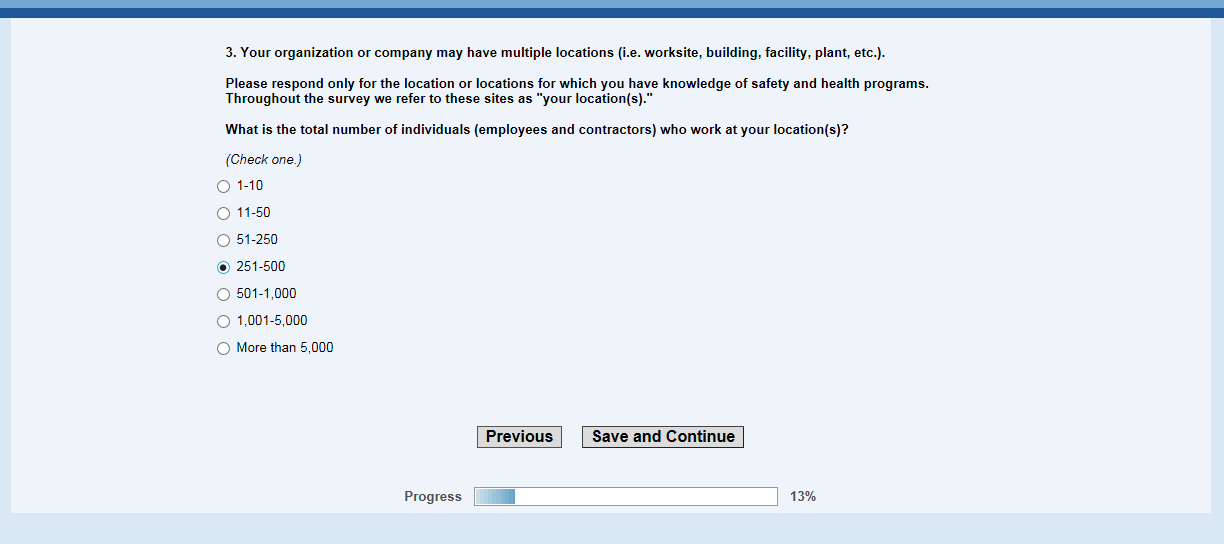 3. Your organization or company may have multiple locations (i.e. worksite, building, facility, plant, etc.).
Please respond only for the location or locations for which you have knowledge of safety and health programs.
Throughout the survey we refer to these sites as "your location(s)."
What is the total number of individuals (employees and contractors) who work at your location(s)?
(Check one.)
1-10
11-50
51-250
251-500
501-1,000
1,001-5,000
More than 5,000
Previous Save and Continue
Progress 13%